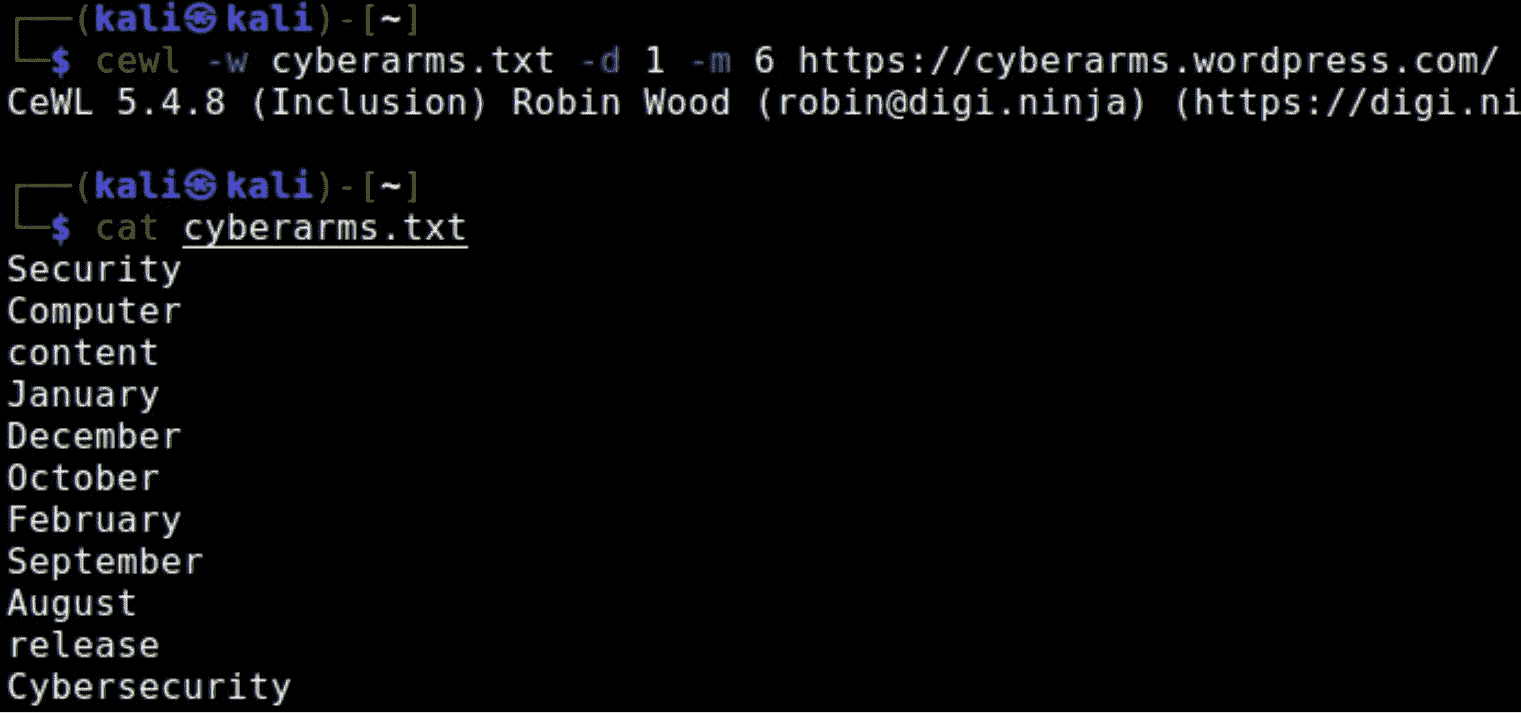 ┌──(kali㉿kali)-[~]
└─$ cewl -w cyberarms.txt -d 1 -m 6 https://cyberarms.wordpress.com/
CeWL 5.4.8 (Inclusion) Robin Wood (robin@digi.ninja) (https://digi.ni
┌──(kali㉿kali)-[~]
└─$ cat cyberarms.txt
Security
Computer
content
January
December
October
February
September
August
release
Cybersecurity